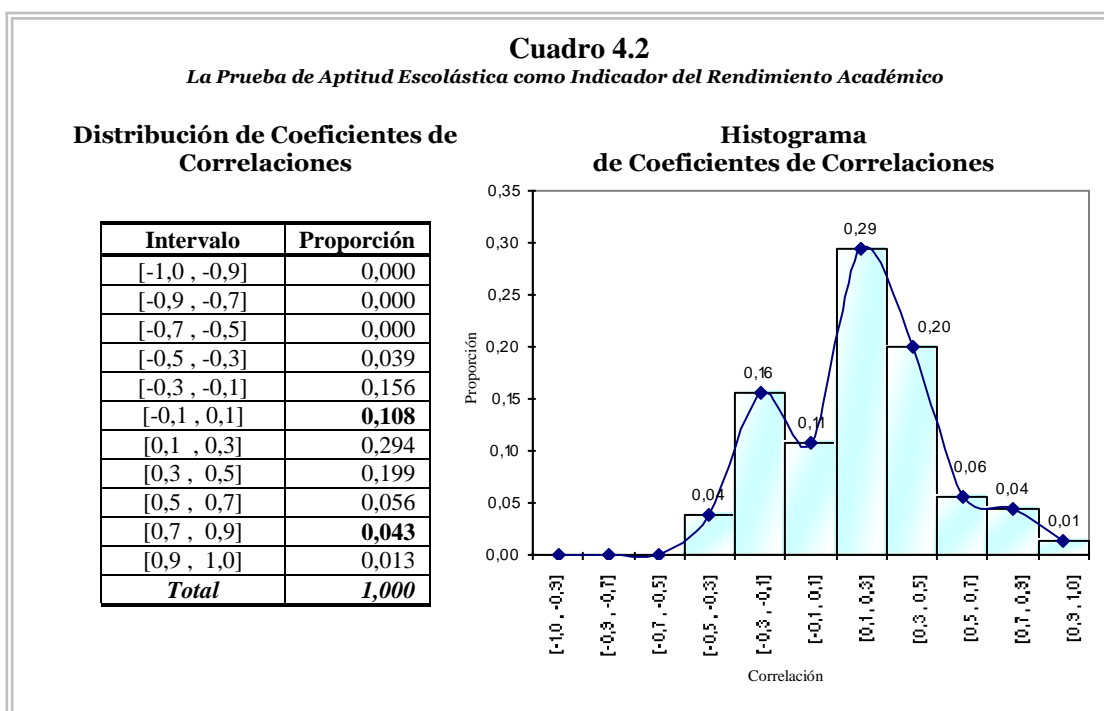 Cuadro 4.2
La Prueba de Aptitud Escolástica como Indicador del Rendimiento Académico
Distribución de Coeficientes de
Correlaciones
Intervalo Proporción
[-1,0 , -0,9] 0,000
[-0,9 , -0,7] 0,000
[-0,7 , -0,5] 0,000
[-0,5 , -0,3] 0,039
[-0,3 , -0,1] 0,156
[-0,1 , 0,1] 0,108
[0,1 , 0,3] 0,294
[0,3 , 0,5] 0,199
[0,5 , 0,7] 0,056
[0,7 , 0,9] 0,043
[0,9 , 1,0] 0,013
Total 1,000
Histograma
de Coeficientes de Correlaciones
Proporción
0,35
0,30
0,25
0,20
0,15
0,10
0,05
0,00
0,04
0,16
0,11
0,29
0,20
0,06
0,04
0,01
[-1,0 , -0,9]
[-0,9 , -0,7]
[-0,7 , -0,5]
[-0,5 , -0,3]
[-0,3 , -0,1]
[-0,1 , 0,1]
[0,1 , 0,3]
[0,3 , 0,5]
[0,5 , 0,7]
[0,7 , 0,9]
[0,9 , 1,0]
Correlación